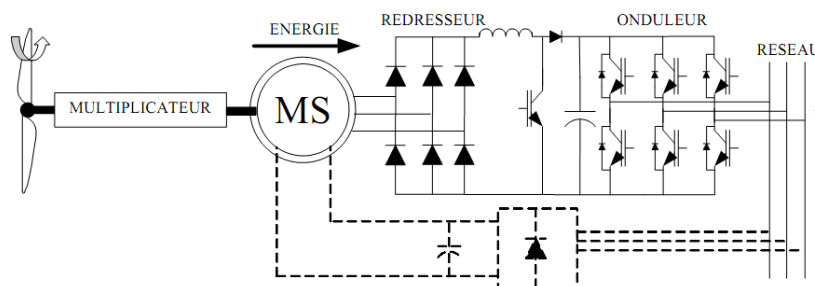 ENERGIE
REDRESSEUR
ONDULEUR
RESEAU
MULTIPLICATEUR
MS